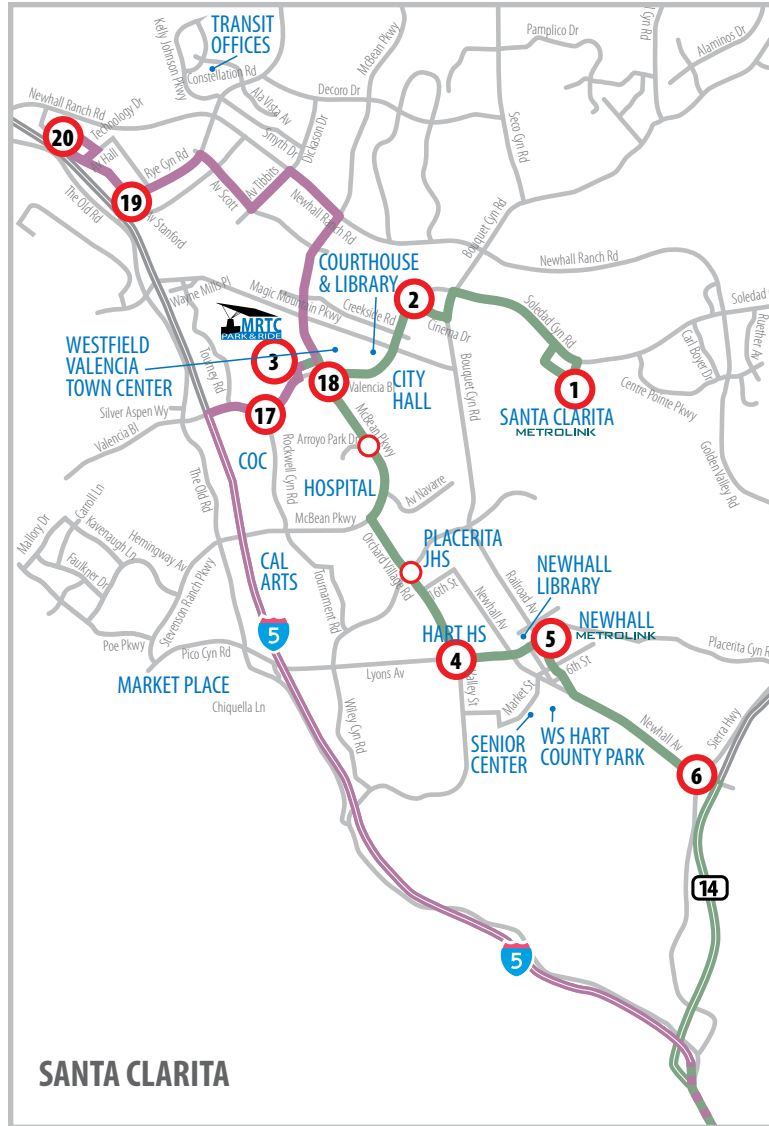 TRANSIT
OFFICES
Kelly Johnson Pkwy
Constellation Rd
McBean Pkwy
Pamplico Dr
Alaminos Dr
Newhall Ranch Rd
Technology Dr
Ala Vista Av
Decoro Dr
Smyth Dr
Dickason Dr
Seco Cyn Rd
20
Rye Cyn Rd
Av Tibbits
Av Scott
19
Av Stanford
The Old Rd
Newhall Ranch Rd
Bouquet Cyn Rd
Newhall Ranch Rd
COURTHOUSE
& LIBRARY
Wayne Mills Pl
Magic Mountain Pkwy
Creekside Rd
2
Cinema Dr
Soledad Cyn Rd
Ruether Av
Carl Boyer Dr
MRTC
PARK & RIDE
WESTFIELD
VALENCIA
TOWN CENTER
3
18
Valencia Bl
CITY
HALL
Bouquet Cyn Rd
1
SANTA CLARITA
METROLINK
Centre Pointe Pkwy
Golden Valley Rd
Tourney Rd
Silver Aspen Wy
Valencia Bl
17
COC
Rockwell Cyn Rd
McBean Pkwy
Arroyo Park Dr
HOSPITAL
Av Navarre
The Old Rd
McBean Pkwy
Mallory Dr
Carroll Ln
Kavenaugh Ln
Hemingway Av
Faulkner Dr
Stevenson Ranch Pkwy
CAL
ARTS
Tournament Rd
Orchard Village Rd
PLACERITA
JHS
16th St
Newhall Av
Railroad Av
NEWHALL
LIBRARY
NEWHALL
METROLINK
Placerita Cyn R
5
Poe Pkwy
Pico Cyn Rd
MARKET PLACE
Chiquella Ln
Lyons Av
HART HS
4
5
6th St
Valley St
Market St
Wiley Cyn Rd
SENIOR
CENTER
WS HART
COUNTY PARK
Newhall Av
Sierra Hwy
6
14
5
SANTA CLARITA